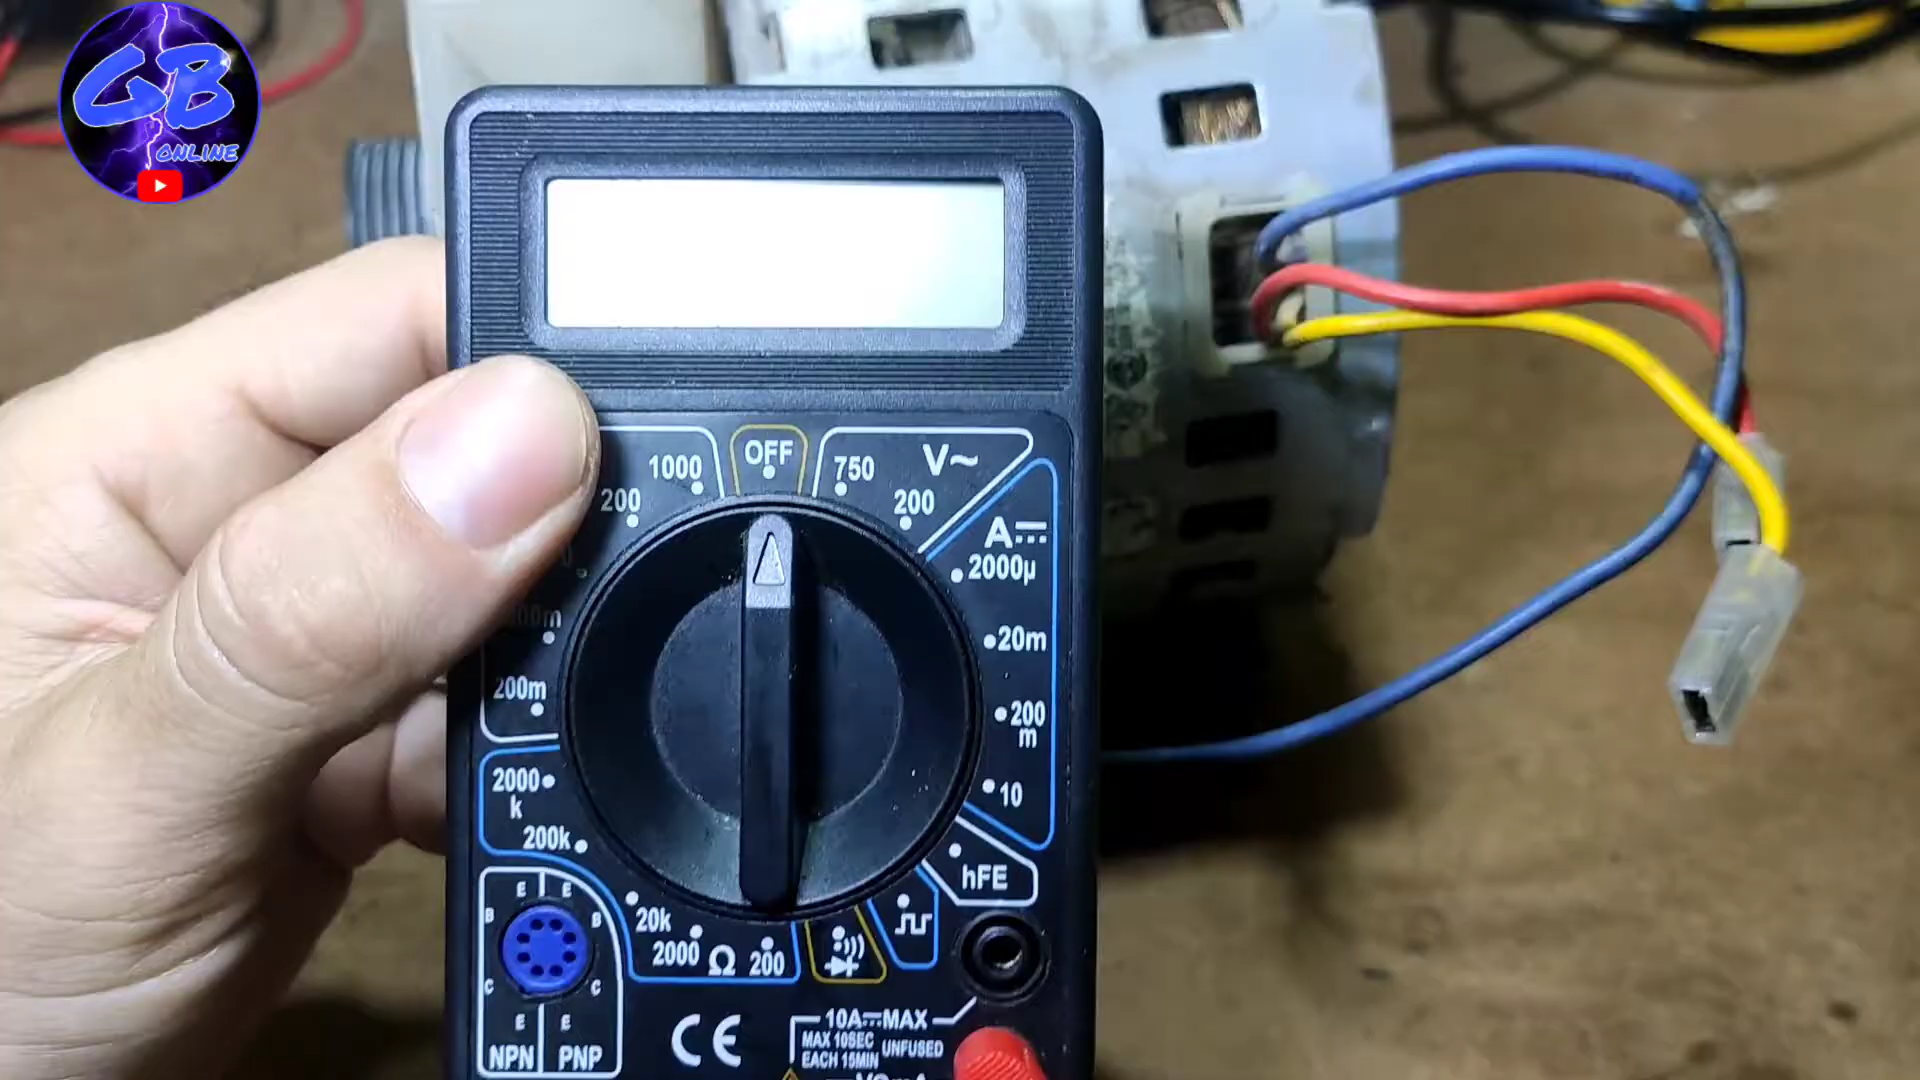 GB
ONLINE
OFF
1000
750
V~
200
200
A
2000µ
200m
20m
200
m
2000
k
10
200k
hFE
20k
2000
Ω
200
E
E
B
B
C
C
E
E
NPN
PNP
CE
10A MAX
MAX 10SEC
EACH 15MIN
UNFUSED